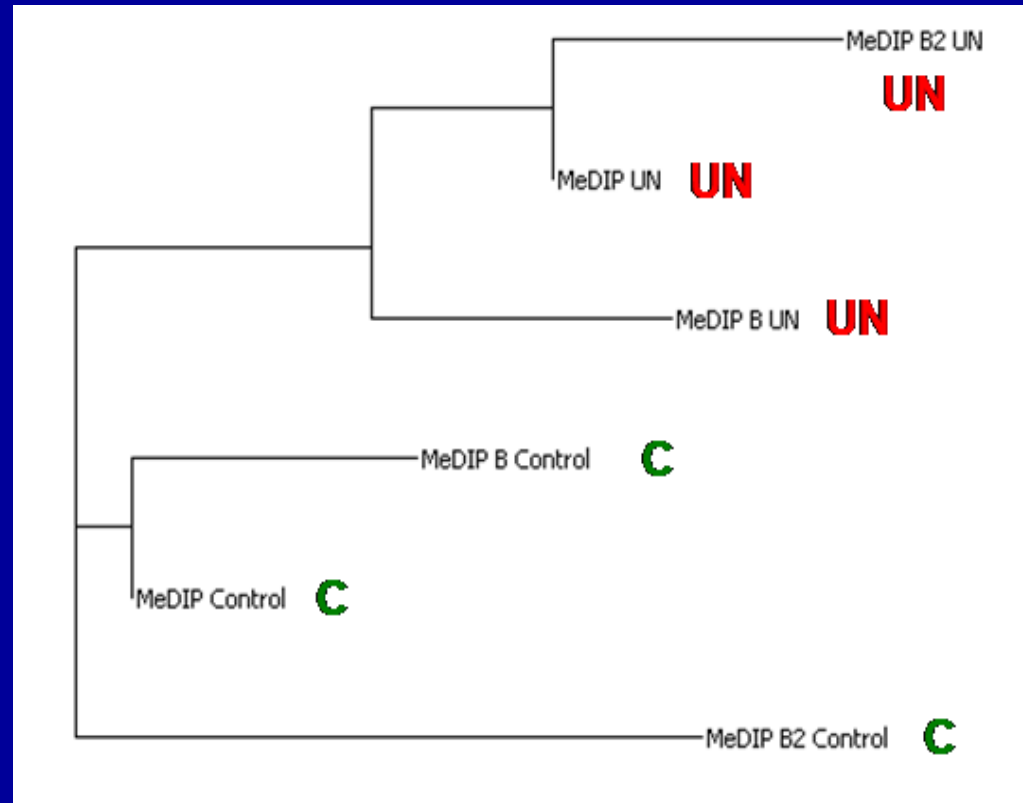 MeDIP B2 UN
UN
MeDIP UN UN
MeDIP B UN UN
MeDIP B Control C
MeDIP Control C
MeDIP B2 Control C